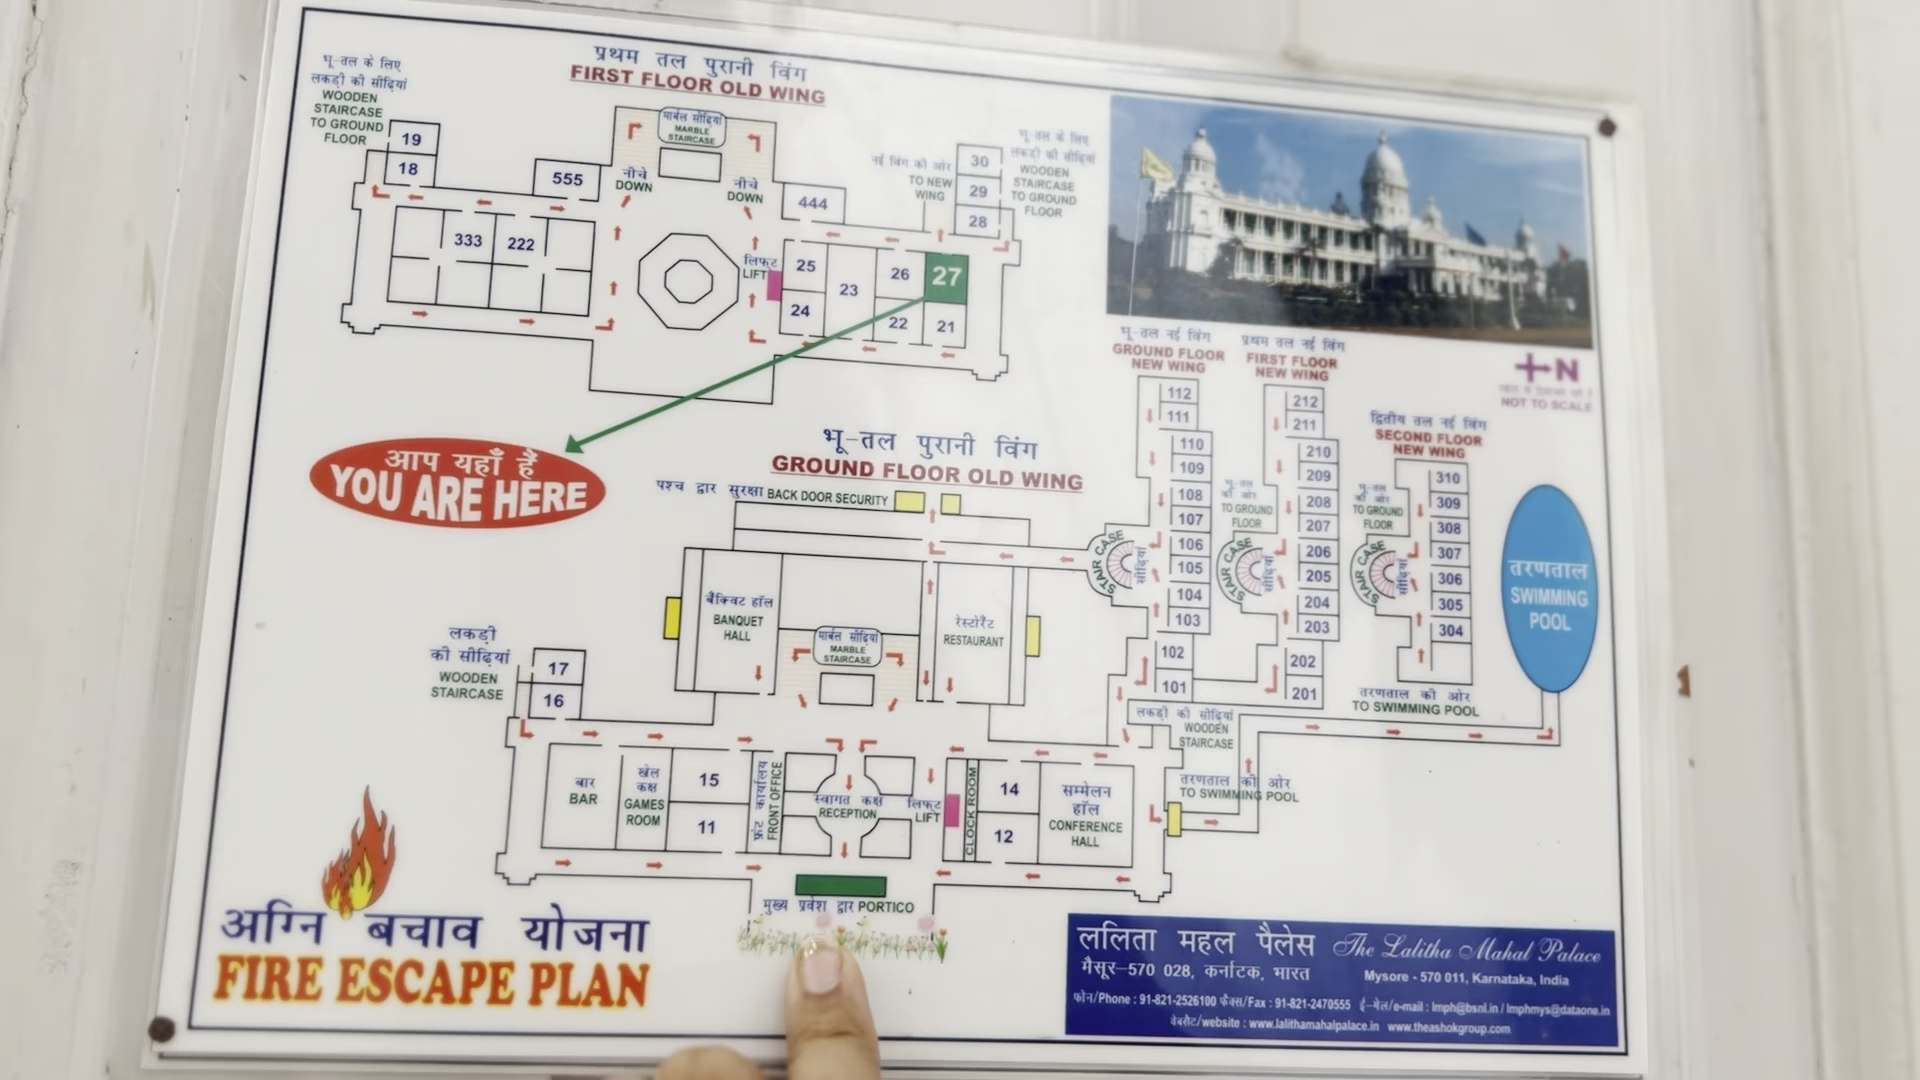 प्रथम तल पुरानी विंग
FIRST FLOOR OLD WING
भू-तल के लिए
लकड़ी की सीढ़ियां
WOODEN
STAIRCASE
TO GROUND
FLOOR
19
18
555
333
222
मार्बल सीढ़ियां
MARBLE
STAIRCASE
नीचे
DOWN
नीचे
DOWN
444
लिफ्ट
LIFT
25
24
23
26
22
27
21
नई विंग की ओर
TO NEW
WING
30
29
28
भू-तल के लिए
लकड़ी की सीढ़ियां
WOODEN
STAIRCASE
TO GROUND
FLOOR
आप यहाँ हैं
YOU ARE HERE
भू-तल पुरानी विंग
GROUND FLOOR OLD WING
पश्च द्वार सुरक्षा BACK DOOR SECURITY
बैंक्विट हॉल
BANQUET
HALL
मार्बल सीढ़ियां
MARBLE
STAIRCASE
रेस्टोरैंट
RESTAURANT
लकड़ी
की सीढ़ियां
WOODEN
STAIRCASE
17
16
बार
BAR
खेल
कक्ष
GAMES
ROOM
15
11
फ्रंट कार्यालय
FRONT OFFICE
स्वागत कक्ष
RECEPTION
लिफ्ट
LIFT
CLOCK ROOM
14
12
सम्मेलन
हॉल
CONFERENCE
HALL
मुख्य प्रवेश द्वार PORTICO
भू-तल नई विंग
GROUND FLOOR
NEW WING
112
111
110
109
108
107
106
105
104
103
102
101
STAIR CASE
सीढ़ियां
लकड़ी की सीढ़ियां
WOODEN
STAIRCASE
तरणताल की ओर
TO SWIMMING POOL
प्रथम तल नई विंग
FIRST FLOOR
NEW WING
212
211
210
209
208
207
206
205
204
203
202
201
भू-तल
की ओर
TO GROUND
FLOOR
STAIR CASE
सीढ़ियां
द्वितीय तल नई विंग
SECOND FLOOR
NEW WING
310
309
308
307
306
305
304
भू-तल
की ओर
TO GROUND
FLOOR
STAIR CASE
सीढ़ियां
तरणताल की ओर
TO SWIMMING POOL
N
NOT TO SCALE
तरणताल
SWIMMING
POOL
अग्नि बचाव योजना
FIRE ESCAPE PLAN
ललिता महल पैलेस The Lalitha Mahal Palace
मैसूर-570 028, कर्नाटक, भारत Mysore - 570 011, Karnataka, India
फोन/Phone : 91-821-2526100 फैक्स/Fax : 91-821-2470555 ई-मेल/e-mail : lmph@bsnl.in / lmphmys@dataone.in
वेबसैट/website : www.lalithamahalpalace.in www.theashokgroup.com